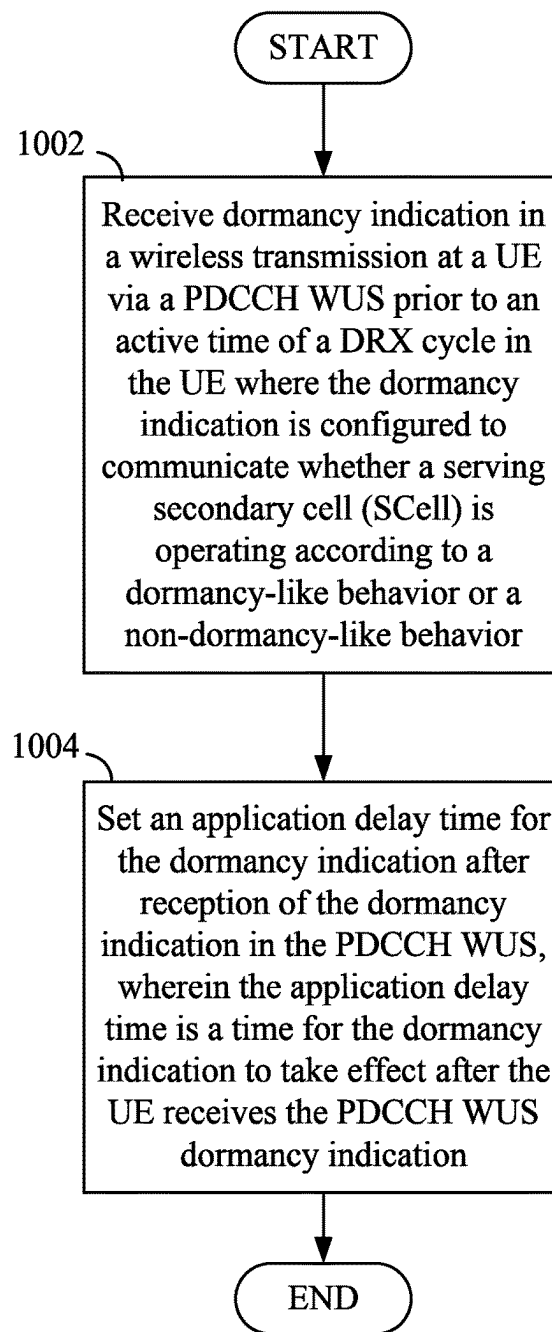 START
1002
Receive dormancy indication in
a wireless transmission at a UE
via a PDCCH WUS prior to an
active time of a DRX cycle in
the UE where the dormancy
indication is configured to
communicate whether a serving
secondary cell (SCell) is
operating according to a
dormancy-like behavior or a
non-dormancy-like behavior
1004
Set an application delay time for
the dormancy indication after
reception of the dormancy
indication in the PDCCH WUS,
wherein the application delay
time is a time for the dormancy
indication to take effect after the
UE receives the PDCCH WUS
dormancy indication
END